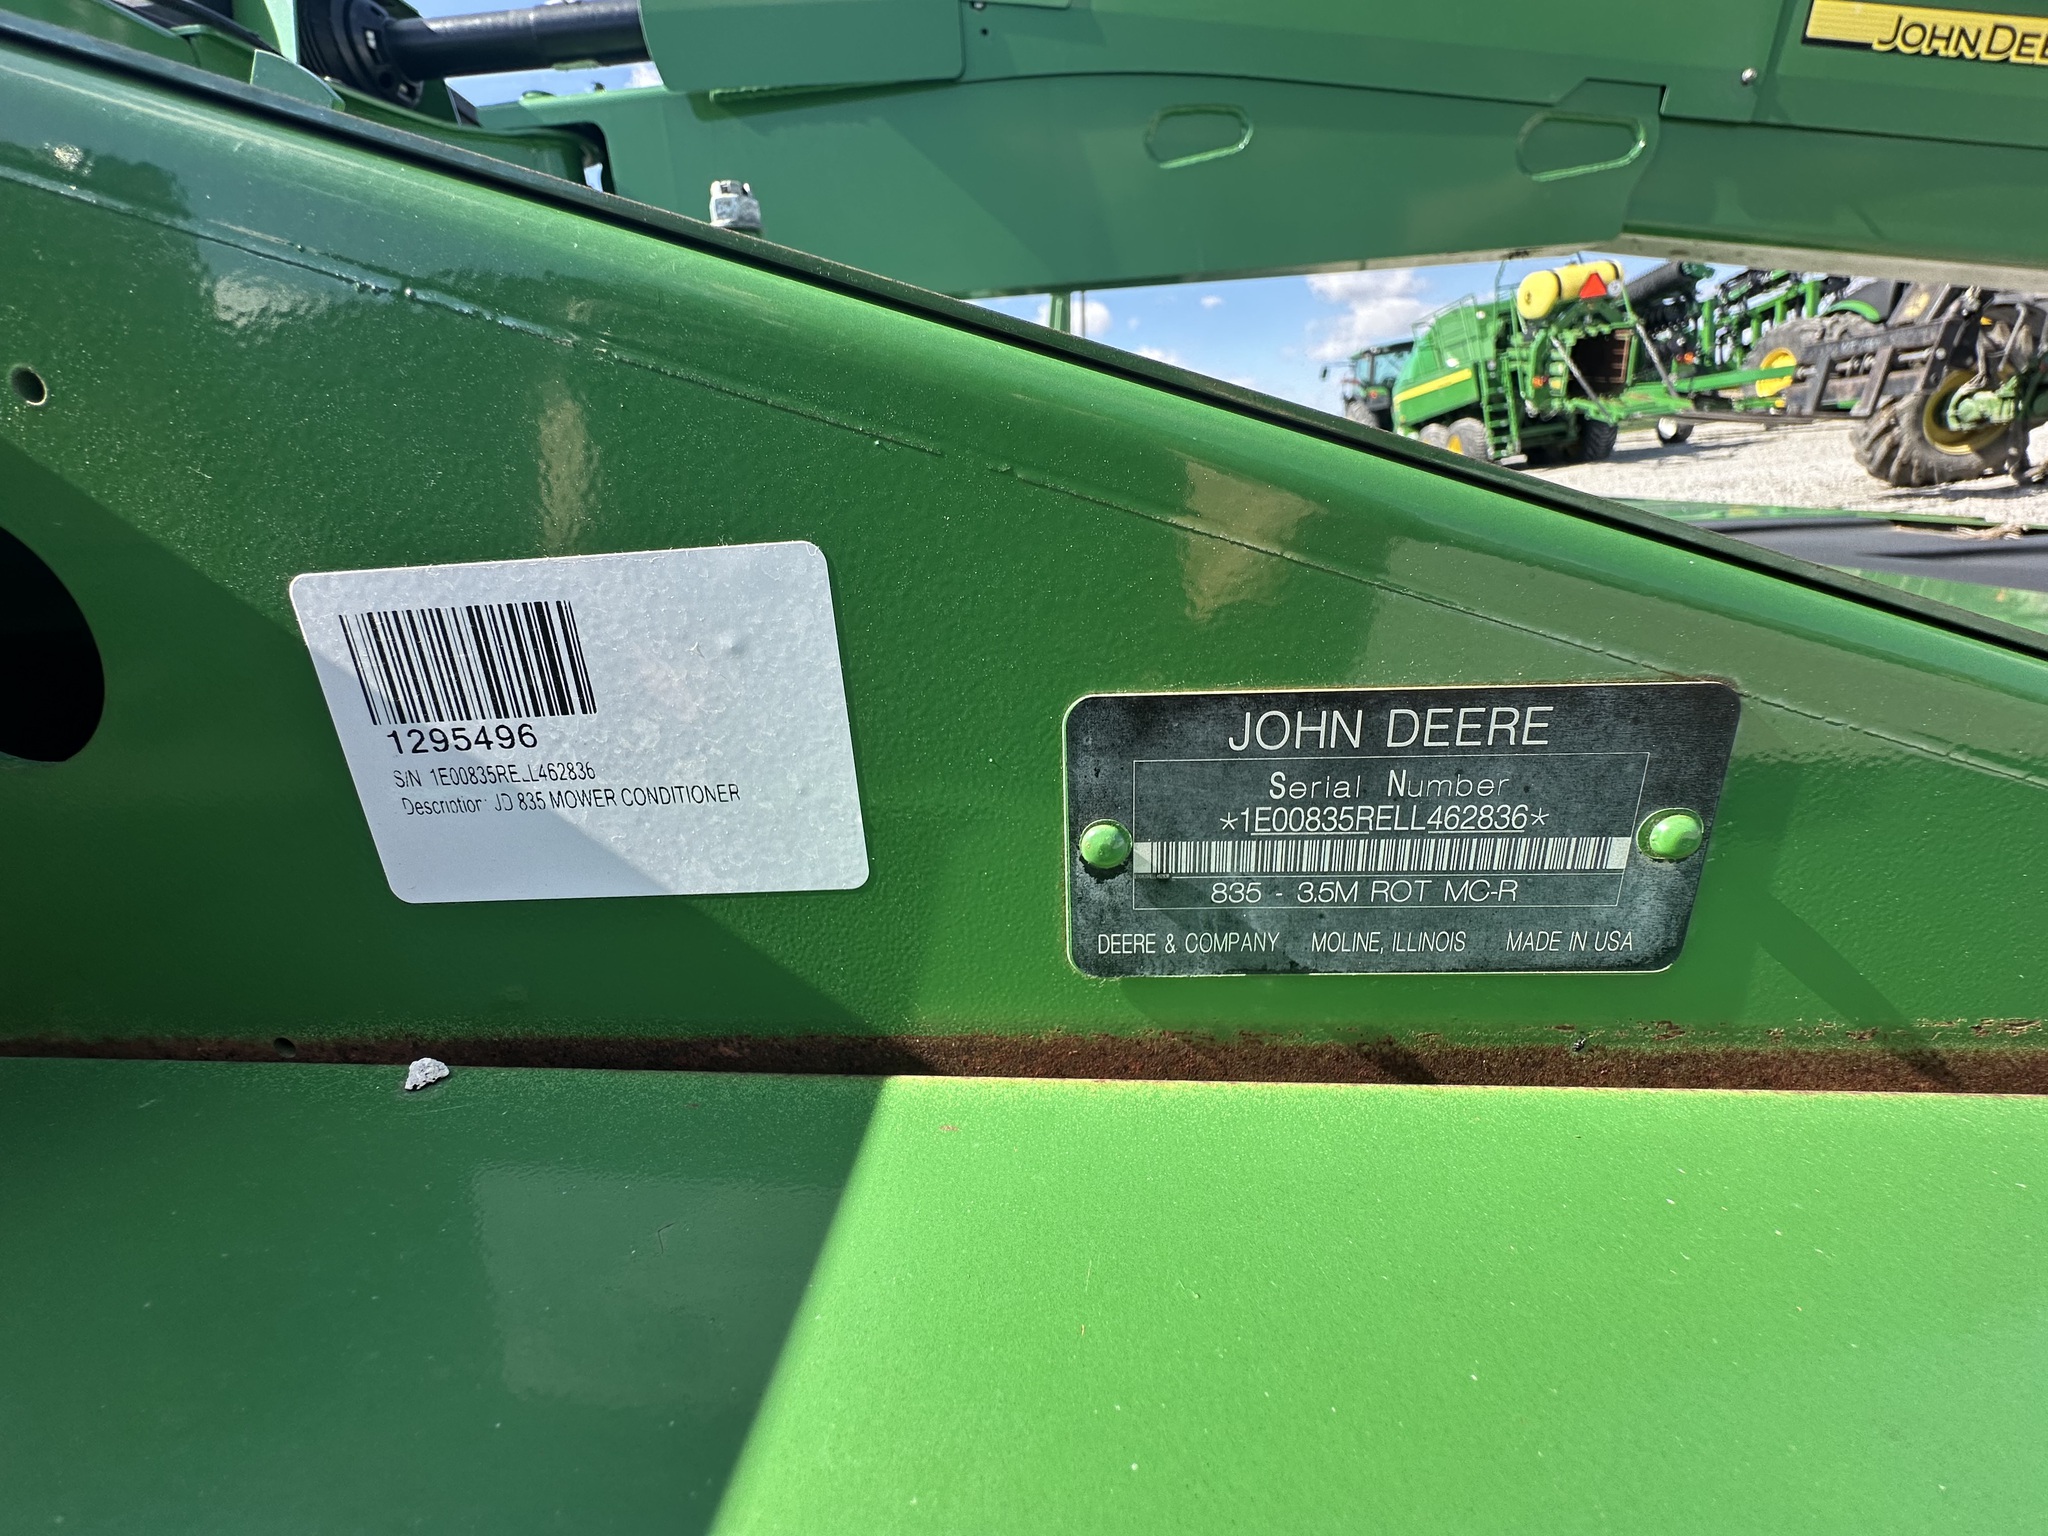 JOHN DEE
1295496
S/N 1E00835RELL462836
Description: JD 835 MOWER CONDITIONER
JOHN DEERE
Serial Number
*1E00835RELL462836*
835 - 3.5M ROT MC-R
DEERE & COMPANY MOLINE, ILLINOIS MADE IN USA